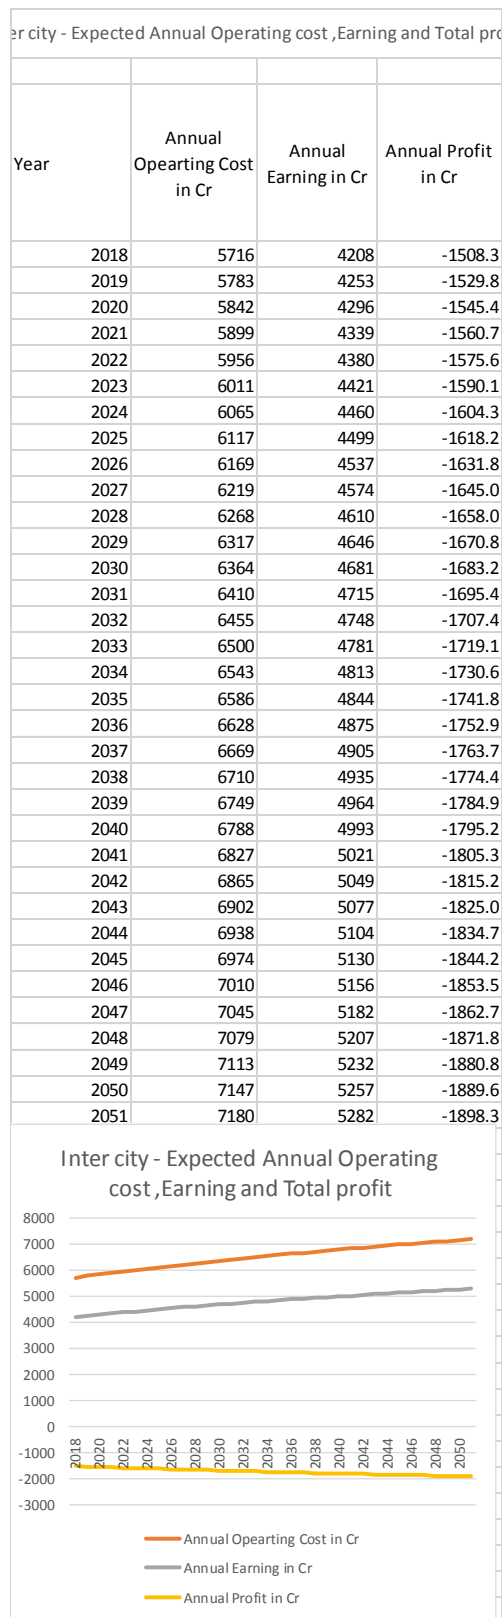 er city - Expected Annual Operating cost ,Earning and Total pro
Year Annual Opearting Cost in Cr Annual Earning in Cr Annual Profit in Cr
2018 5716 4208 -1508.3
2019 5783 4253 -1529.8
2020 5842 4296 -1545.4
2021 5899 4339 -1560.7
2022 5956 4380 -1575.6
2023 6011 4421 -1590.1
2024 6065 4460 -1604.3
2025 6117 4499 -1618.2
2026 6169 4537 -1631.8
2027 6219 4574 -1645.0
2028 6268 4610 -1658.0
2029 6317 4646 -1670.8
2030 6364 4681 -1683.2
2031 6410 4715 -1695.4
2032 6455 4748 -1707.4
2033 6500 4781 -1719.1
2034 6543 4813 -1730.6
2035 6586 4844 -1741.8
2036 6628 4875 -1752.9
2037 6669 4905 -1763.7
2038 6710 4935 -1774.4
2039 6749 4964 -1784.9
2040 6788 4993 -1795.2
2041 6827 5021 -1805.3
2042 6865 5049 -1815.2
2043 6902 5077 -1825.0
2044 6938 5104 -1834.7
2045 6974 5130 -1844.2
2046 7010 5156 -1853.5
2047 7045 5182 -1862.7
2048 7079 5207 -1871.8
2049 7113 5232 -1880.8
2050 7147 5257 -1889.6
2051 7180 5282 -1898.3
Inter city - Expected Annual Operating
cost ,Earning and Total profit
8000
7000
6000
5000
4000
3000
2000
1000
0
-1000
-2000
-3000
2018 2020 2022 2024 2026 2028 2030 2032 2034 2036 2038 2040 2042 2044 2046 2048 2050
Annual Opearting Cost in Cr
Annual Earning in Cr
Annual Profit in Cr